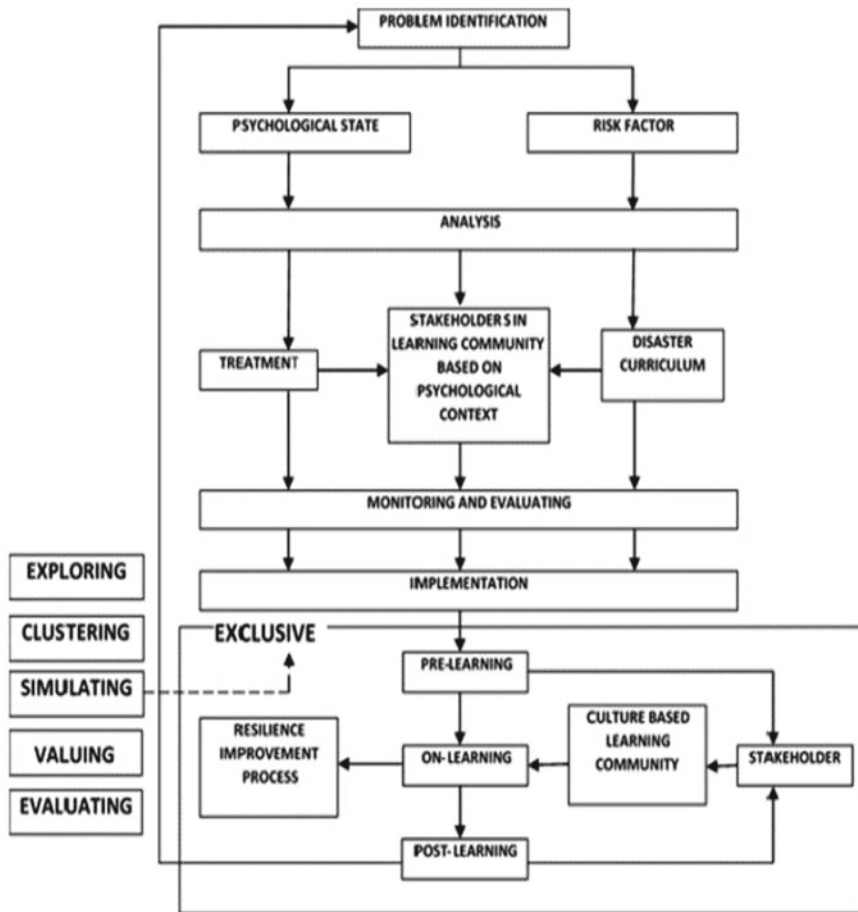 PROBLEM IDENTIFICATION
PSYCHOLOGICAL STATE
RISK FACTOR
ANALYSIS
TREATMENT
STAKEHOLDERS IN
LEARNING COMMUNITY
BASED ON
PSYCHOLOGICAL
CONTEXT
DISASTER
CURRICULUM
MONITORING AND EVALUATING
IMPLEMENTATION
EXPLORING
CLUSTERING
SIMULATING
VALUING
EVALUATING
EXCLUSIVE
PRE-LEARNING
RESILIENCE
IMPROVEMENT
PROCESS
ON-LEARNING
CULTURE BASED
LEARNING
COMMUNITY
STAKEHOLDER
POST-LEARNING